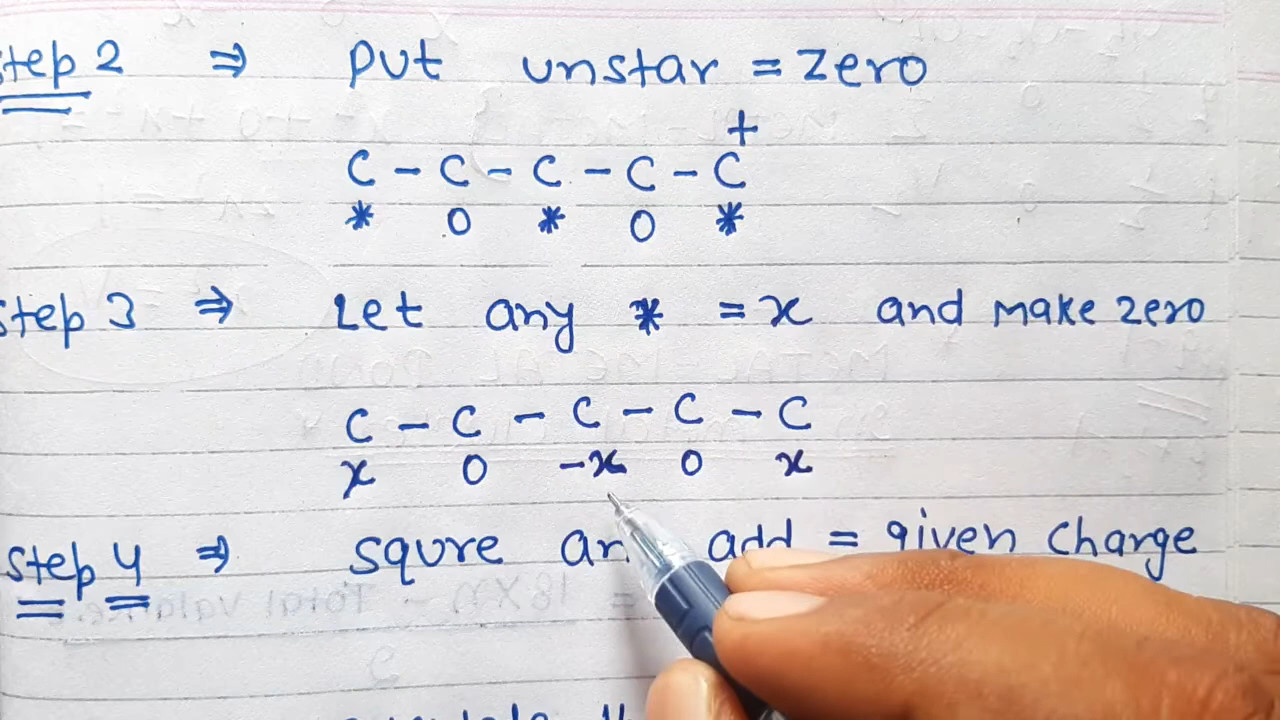 step 2 ⇒ put unstar = zero
+
C - C - C - C - C
* 0 * 0 *
step 3 ⇒ Let any * = x and make zero
C - C - C - C - C
x 0 -x 0 x
step 4 ⇒ squre an add = given charge